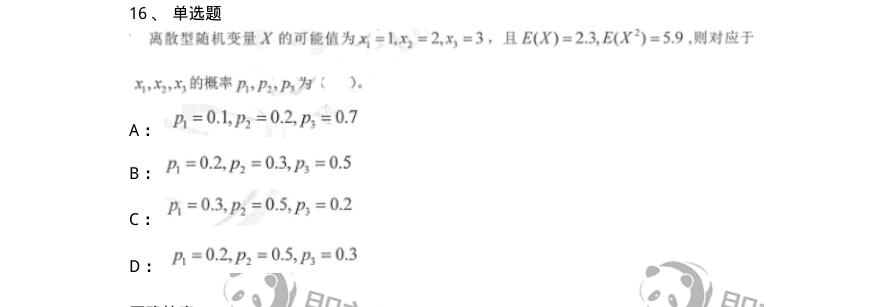 16、 单选题
离散型随机变量 X 的可能值为 x₁ = 1, x₂ = 2, x₃ = 3 , 且 E(X) = 2.3, E(X²) = 5.9 ,则对应于
x₁, x₂, x₃ 的概率 p₁, p₂, p₃ 为 ( )。
A : p₁ = 0.1, p₂ = 0.2, p₃ = 0.7
B : p₁ = 0.2, p₂ = 0.3, p₃ = 0.5
C : p₁ = 0.3, p₂ = 0.5, p₃ = 0.2
D : p₁ = 0.2, p₂ = 0.5, p₃ = 0.3